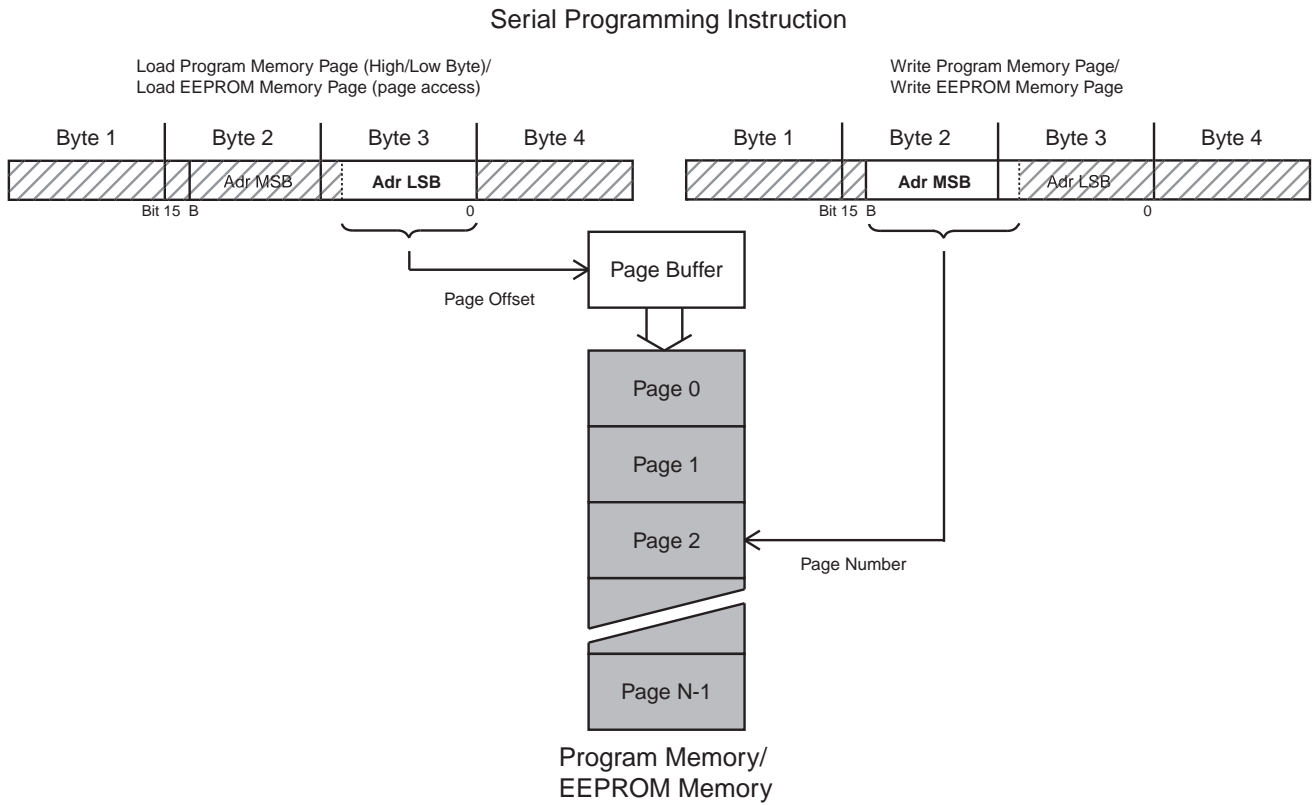 Serial Programming Instruction
Load Program Memory Page (High/Low Byte)/
Load EEPROM Memory Page (page access)
Write Program Memory Page/
Write EEPROM Memory Page
Byte 1 Byte 2 Byte 3 Byte 4
Byte 1 Byte 2 Byte 3 Byte 4
Adr MSB Adr LSB
Adr MSB Adr LSB
Bit 15 B 0
Bit 15 B 0
Page Buffer
Page Offset
Page 0
Page 1
Page 2
Page Number
Page N-1
Program Memory/
EEPROM Memory